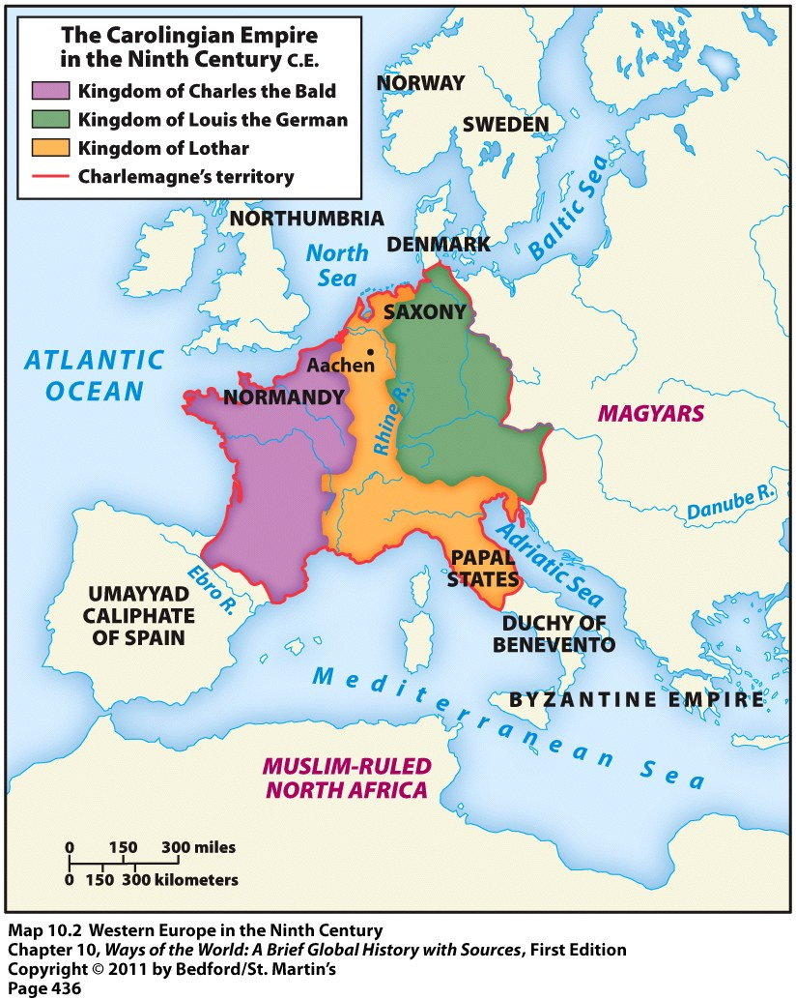 The Carolingian Empire
in the Ninth Century C.E.
Kingdom of Charles the Bald
Kingdom of Louis the German
Kingdom of Lothar
Charlemagne's territory
NORWAY
SWEDEN
Baltic Sea
NORTHUMBRIA
DENMARK
North
Sea
SAXONY
ATLANTIC
OCEAN
Aachen
NORMANDY
Rhine R.
MAGYARS
Danube R.
Adriatic Sea
PAPAL
STATES
Ebro R.
UMAYYAD
CALIPHATE
OF SPAIN
DUCHY OF
BENEVENTO
Mediterranean Sea
BYZANTINE EMPIRE
MUSLIM-RULED
NORTH AFRICA
0 150 300 miles
0 150 300 kilometers
Map 10.2 Western Europe in the Ninth Century
Chapter 10, Ways of the World: A Brief Global History with Sources, First Edition
Copyright © 2011 by Bedford/St. Martin's
Page 436